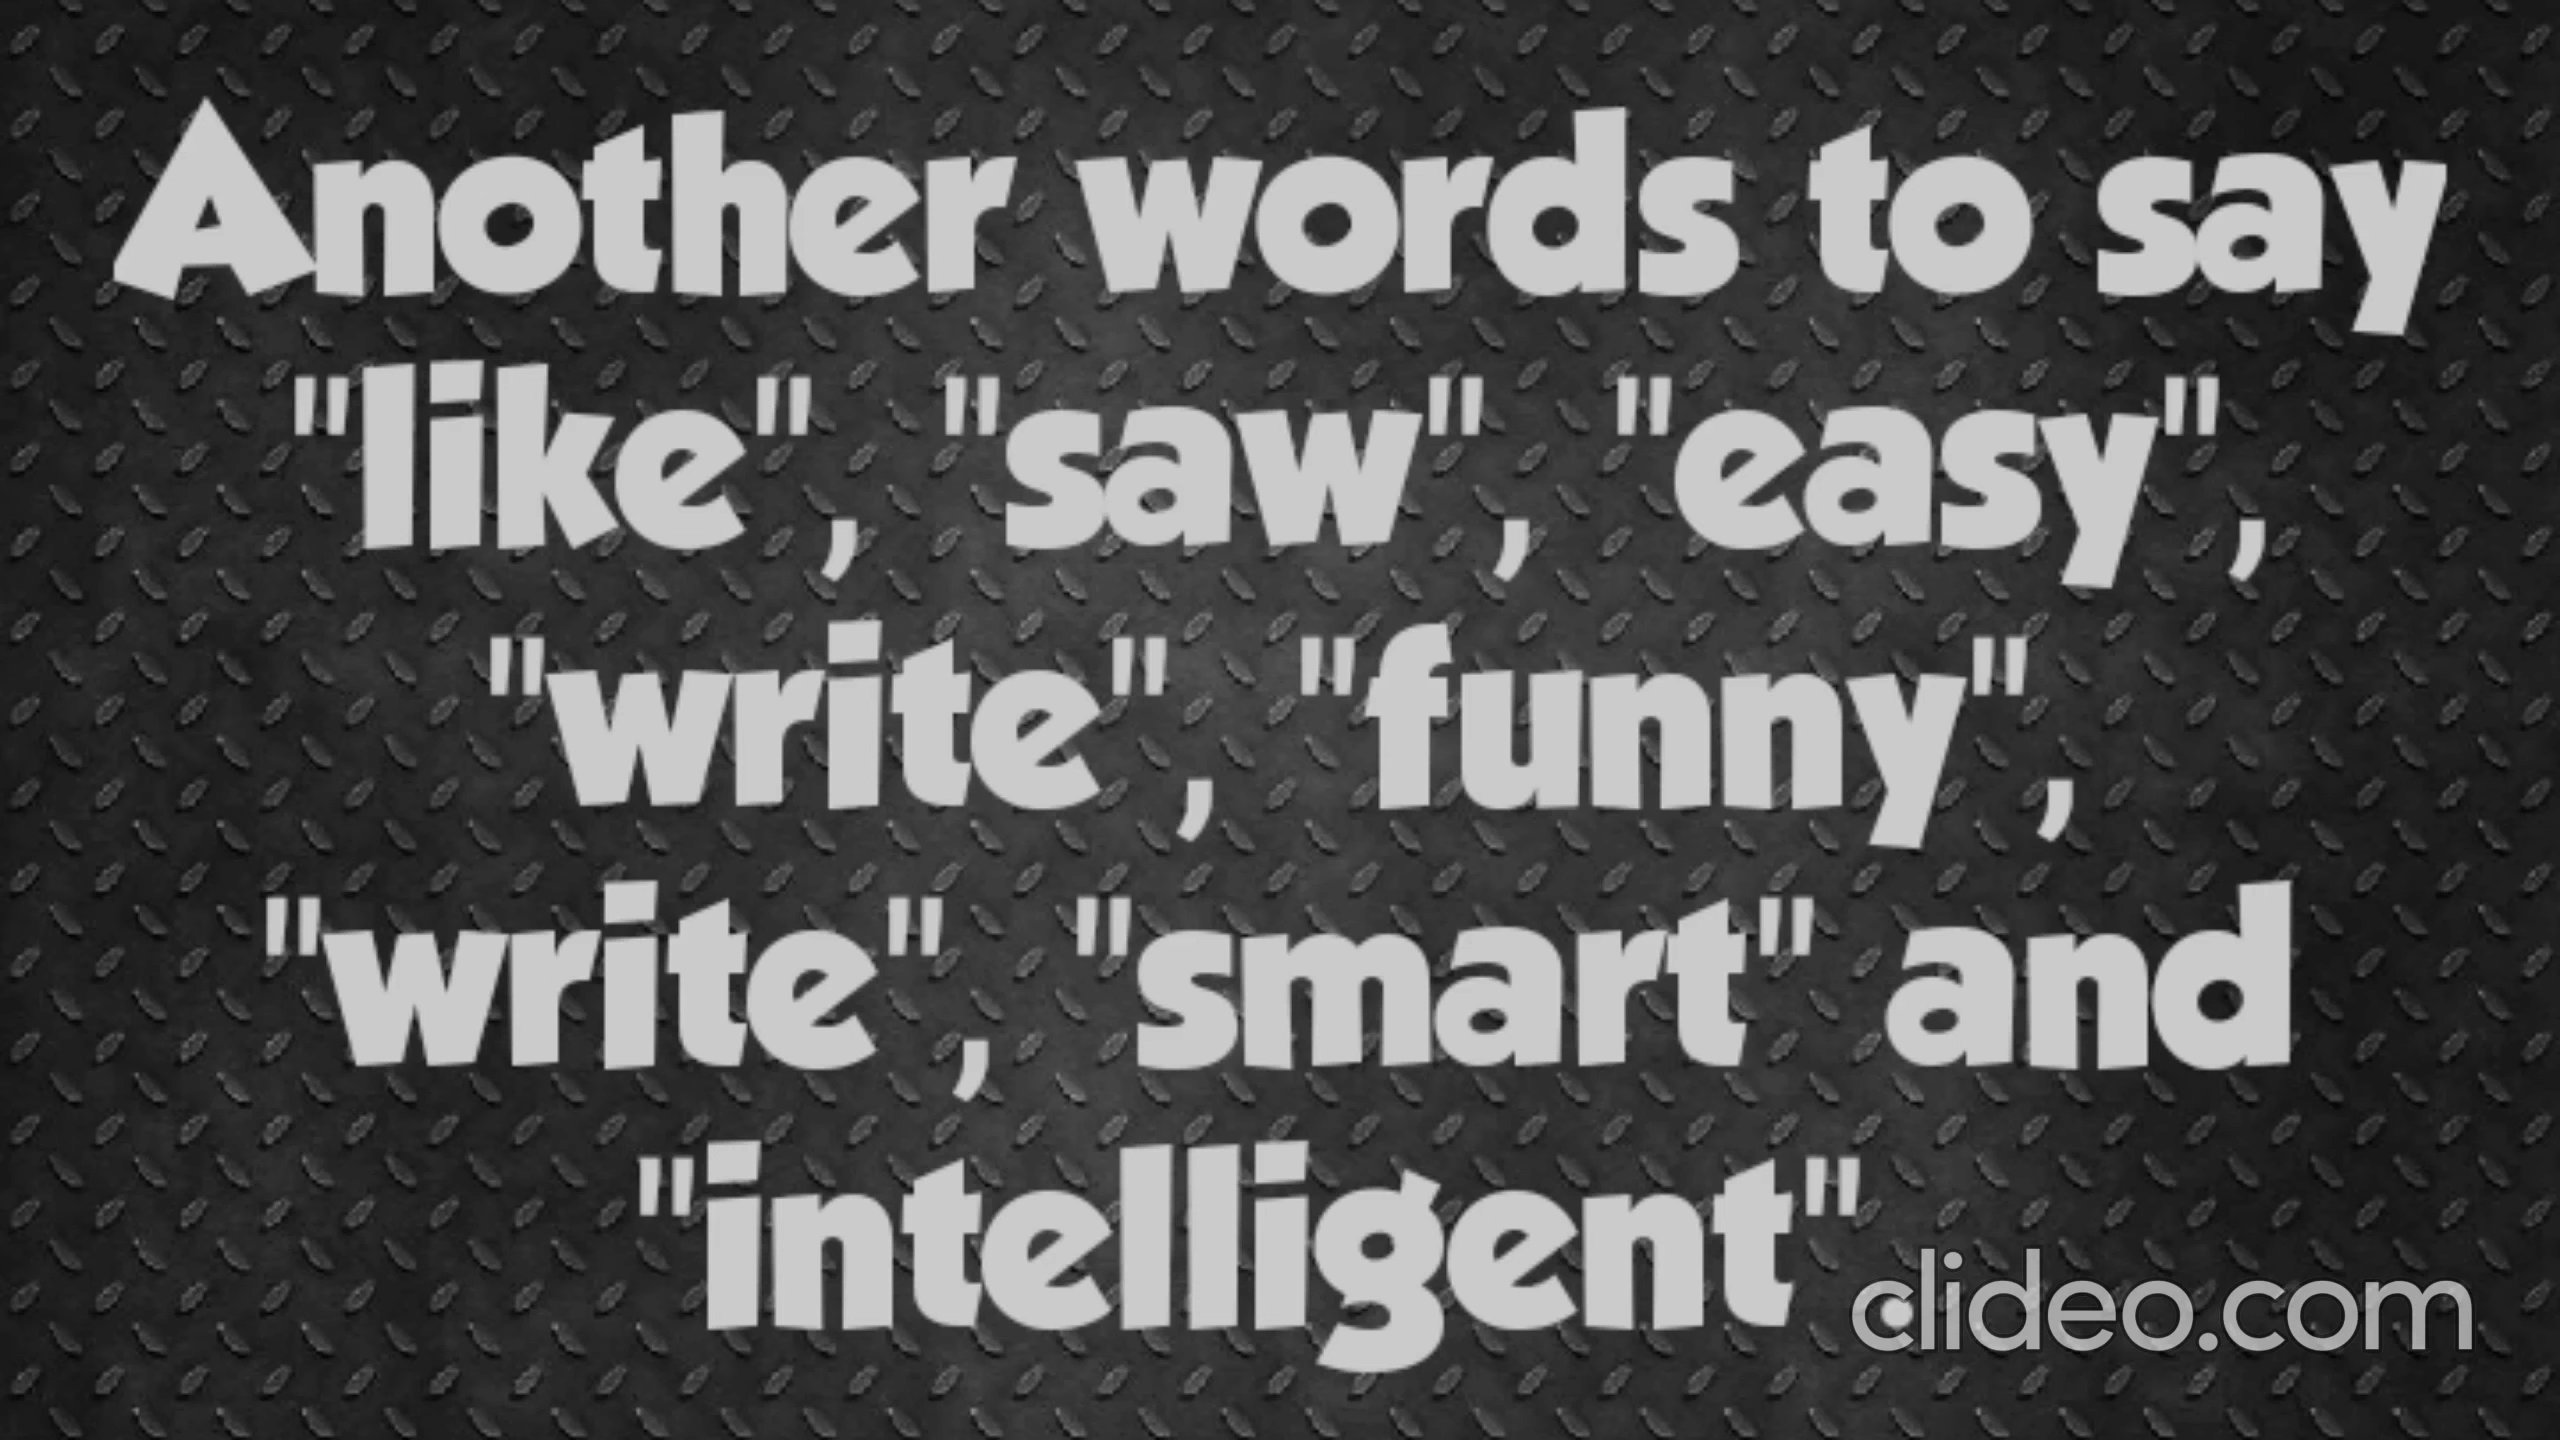 Another words to say
"like", "saw", "easy",
"write", "funny",
"write", "smart" and
"intelligent".
clideo.com